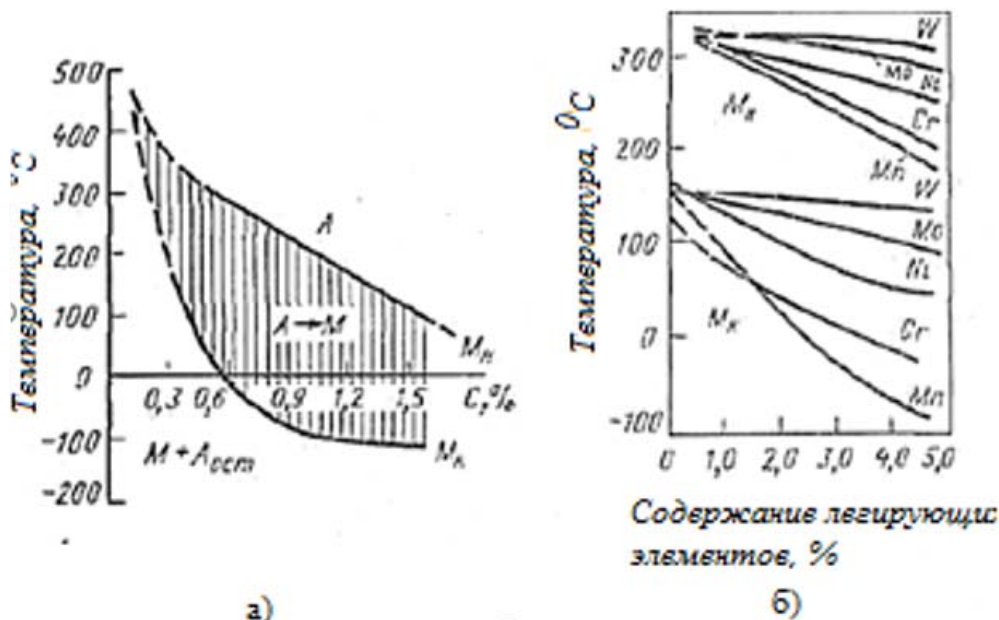 Температура, °C
500
400
300
200
100
0
-100
-200
A
A→M
Mн
0,3 0,6 0,9 1,2 1,5 C,%
M+Aост
Mк
а)
Температура, °C
300
200
100
0
-100
W
Mo
Ni
Cr
Mn
Mн
W
Mo
Ni
Cr
Mn
Mк
0 1,0 2,0 3,0 4,0 5,0
Содержание легирующи
элементов, %
б)